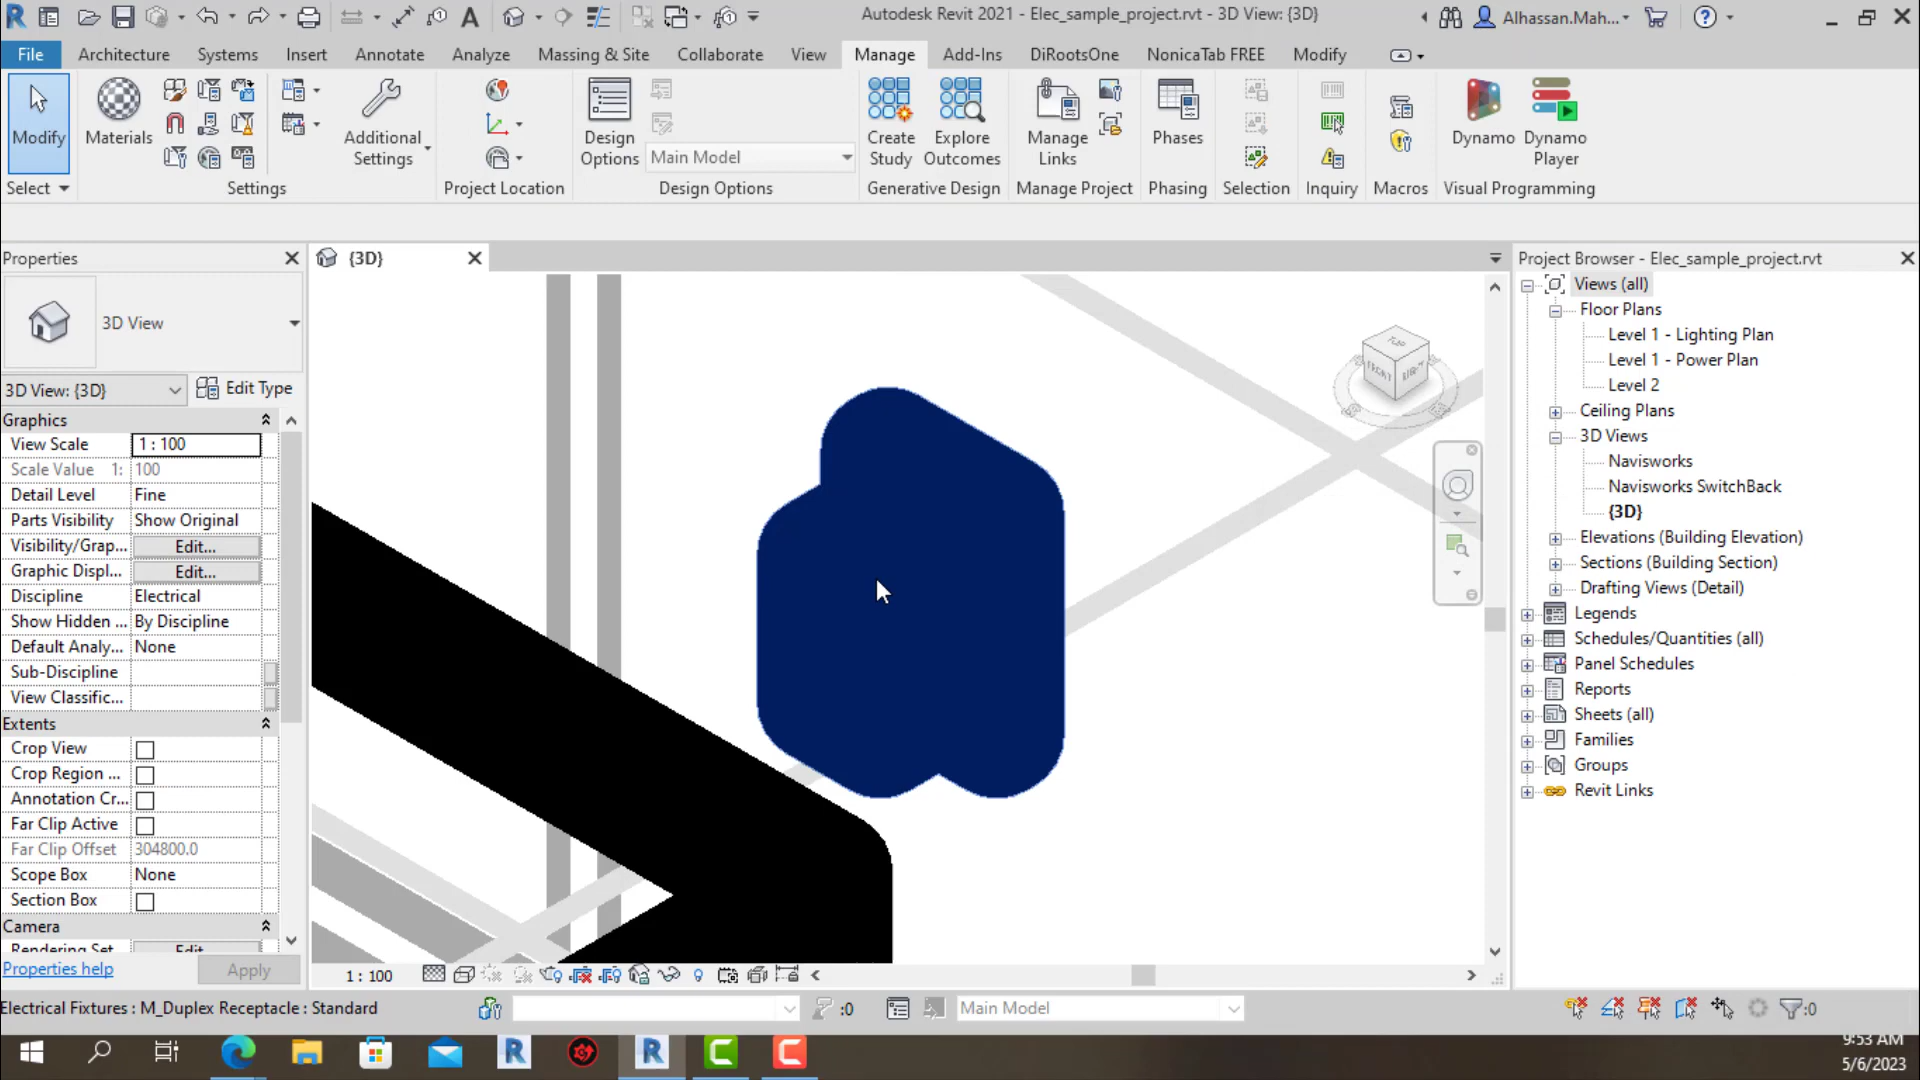 Autodesk Revit 2021 - Elec_sample_project.rvt - 3D View: {3D}
Alhassan.Mah...
File
Architecture
Systems
Insert
Annotate
Analyze
Massing & Site
Collaborate
View
Manage
Add-Ins
DiRootsOne
NonicaTab FREE
Modify
Modify
Materials
Additional
Settings
Design
Options
Main Model
Create
Study
Explore
Outcomes
Manage
Links
Phases
Dynamo
Dynamo
Player
Select
Settings
Project Location
Design Options
Generative Design
Manage Project
Phasing
Selection
Inquiry
Macros
Visual Programming
Properties
3D View
3D View: {3D}
Edit Type
Graphics
View Scale 1 : 100
Scale Value 1: 100
Detail Level Fine
Parts Visibility Show Original
Visibility/Grap... Edit...
Graphic Displ... Edit...
Discipline Electrical
Show Hidden ... By Discipline
Default Analy... None
Sub-Discipline
View Classific...
Extents
Crop View
Crop Region ...
Annotation Cr...
Far Clip Active
Far Clip Offset 304800.0
Scope Box None
Section Box
Camera
Rendering Set... Edit...
Properties help
Apply
{3D}
TOP
FRONT
RIGHT
1 : 100
Project Browser - Elec_sample_project.rvt
Views (all)
Floor Plans
Level 1 - Lighting Plan
Level 1 - Power Plan
Level 2
Ceiling Plans
3D Views
Navisworks
Navisworks SwitchBack
{3D}
Elevations (Building Elevation)
Sections (Building Section)
Drafting Views (Detail)
Legends
Schedules/Quantities (all)
Panel Schedules
Reports
Sheets (all)
Families
Groups
Revit Links
Electrical Fixtures : M_Duplex Receptacle : Standard
:0
Main Model
:0
9:53 AM
5/6/2023